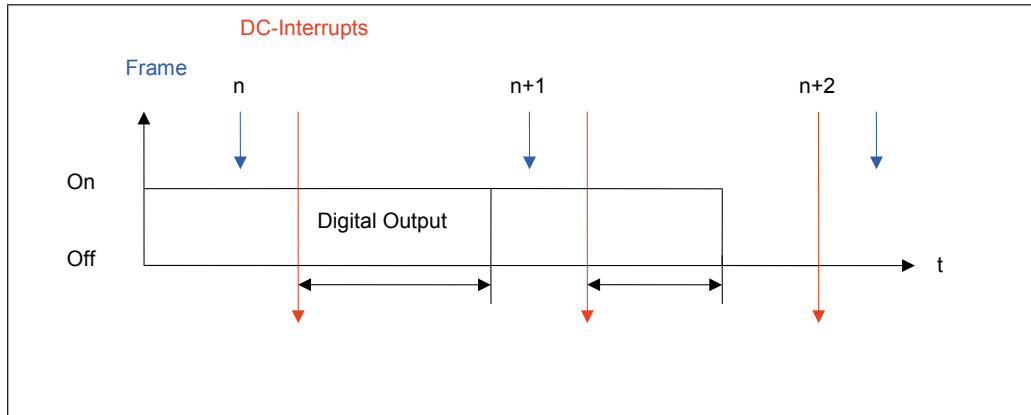 DC-Interrupts
Frame
n
n+1
n+2
On
Digital Output
Off
t